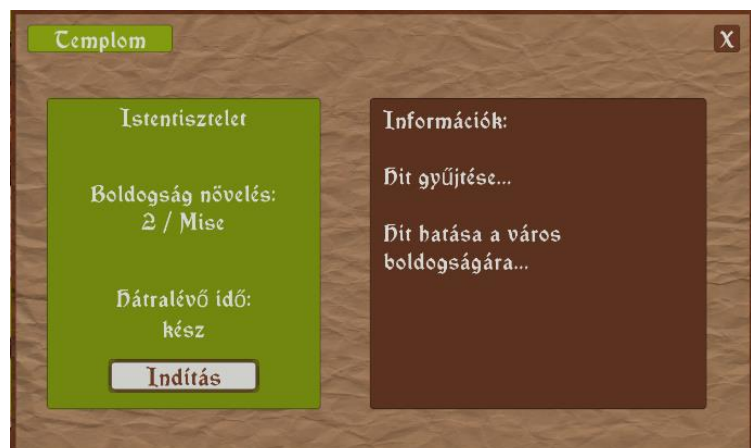 Templom
X
Istentisztelet
Boldogság növelés:
2 / Mise
Hátralévő idő:
kész
Indítás
Információk:
Hit gyűjtése...
Hit hatása a város
boldogságára...